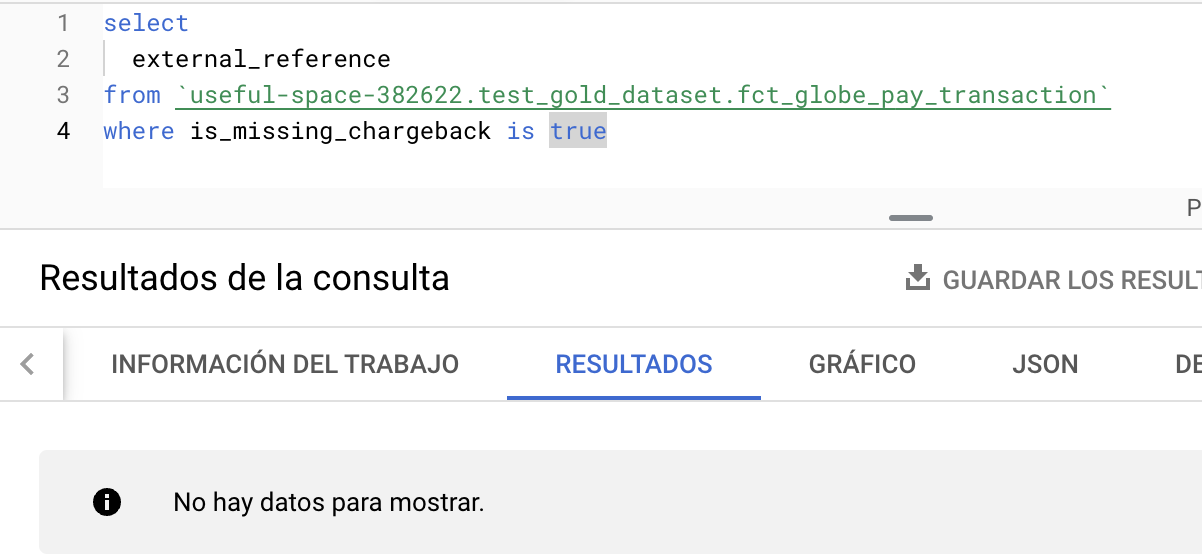 1 select
2 external_reference
3 from `useful-space-382622.test_gold_dataset.fct_globe_pay_transaction`
4 where is_missing_chargeback is true
P
Resultados de la consulta GUARDAR LOS RESULT
INFORMACIÓN DEL TRABAJO RESULTADOS GRÁFICO JSON DE
No hay datos para mostrar.